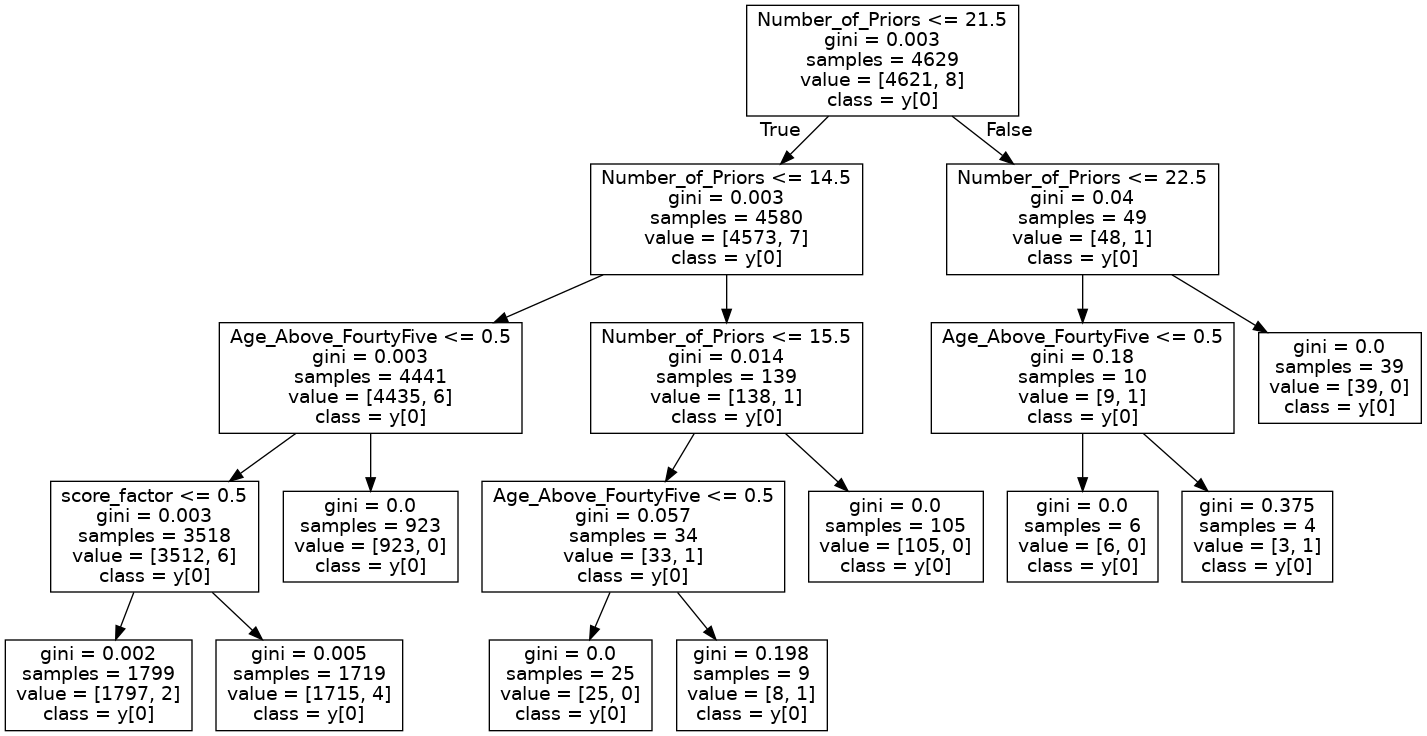 Number_of_Priors <= 21.5
gini = 0.003
samples = 4629
value = [4621, 8]
class = y[0]
True
False
Number_of_Priors <= 14.5
gini = 0.003
samples = 4580
value = [4573, 7]
class = y[0]
Number_of_Priors <= 22.5
gini = 0.04
samples = 49
value = [48, 1]
class = y[0]
Age_Above_FourtyFive <= 0.5
gini = 0.003
samples = 4441
value = [4435, 6]
class = y[0]
Number_of_Priors <= 15.5
gini = 0.014
samples = 139
value = [138, 1]
class = y[0]
Age_Above_FourtyFive <= 0.5
gini = 0.18
samples = 10
value = [9, 1]
class = y[0]
gini = 0.0
samples = 39
value = [39, 0]
class = y[0]
score_factor <= 0.5
gini = 0.003
samples = 3518
value = [3512, 6]
class = y[0]
gini = 0.0
samples = 923
value = [923, 0]
class = y[0]
Age_Above_FourtyFive <= 0.5
gini = 0.057
samples = 34
value = [33, 1]
class = y[0]
gini = 0.0
samples = 105
value = [105, 0]
class = y[0]
gini = 0.0
samples = 6
value = [6, 0]
class = y[0]
gini = 0.375
samples = 4
value = [3, 1]
class = y[0]
gini = 0.002
samples = 1799
value = [1797, 2]
class = y[0]
gini = 0.005
samples = 1719
value = [1715, 4]
class = y[0]
gini = 0.0
samples = 25
value = [25, 0]
class = y[0]
gini = 0.198
samples = 9
value = [8, 1]
class = y[0]